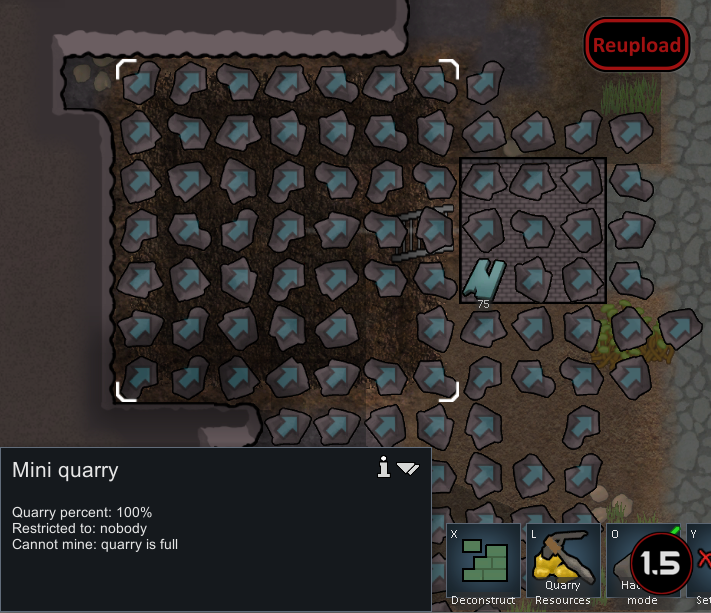 Reupload
75
Mini quarry
Quarry percent: 100%
Restricted to: nobody
Cannot mine: quarry is full
X
Deconstruct
L
Quarry
Resources
O
mode
Y
1.5